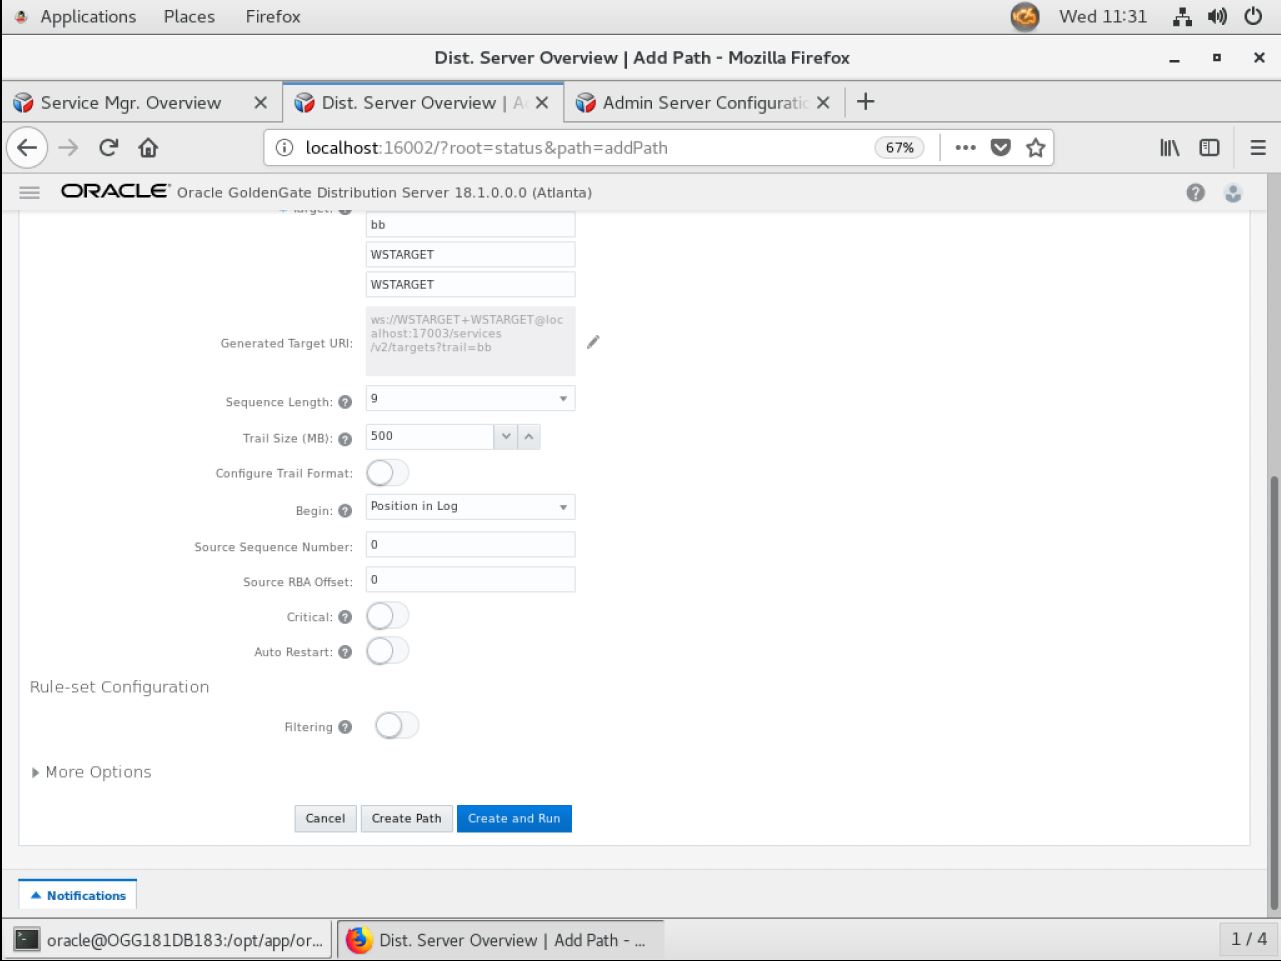 Applications Places Firefox Wed 11:31
Dist. Server Overview | Add Path - Mozilla Firefox
Service Mgr. Overview Dist. Server Overview | A Admin Server Configurati
localhost:16002/?root=status&path=addPath 67%
ORACLE Oracle GoldenGate Distribution Server 18.1.0.0.0 (Atlanta)
* Target:
bb
WSTARGET
WSTARGET
Generated Target URI:
ws://WSTARGET+WSTARGET@loc
alhost:17003/services
/v2/targets?trail=bb
Sequence Length: 9
Trail Size (MB): 500
Configure Trail Format:
Begin: Position in Log
Source Sequence Number: 0
Source RBA Offset: 0
Critical:
Auto Restart:
Rule-set Configuration
Filtering
More Options
Cancel Create Path Create and Run
Notifications
oracle@OGG181DB183:/opt/app/or... Dist. Server Overview | Add Path - ... 1 / 4